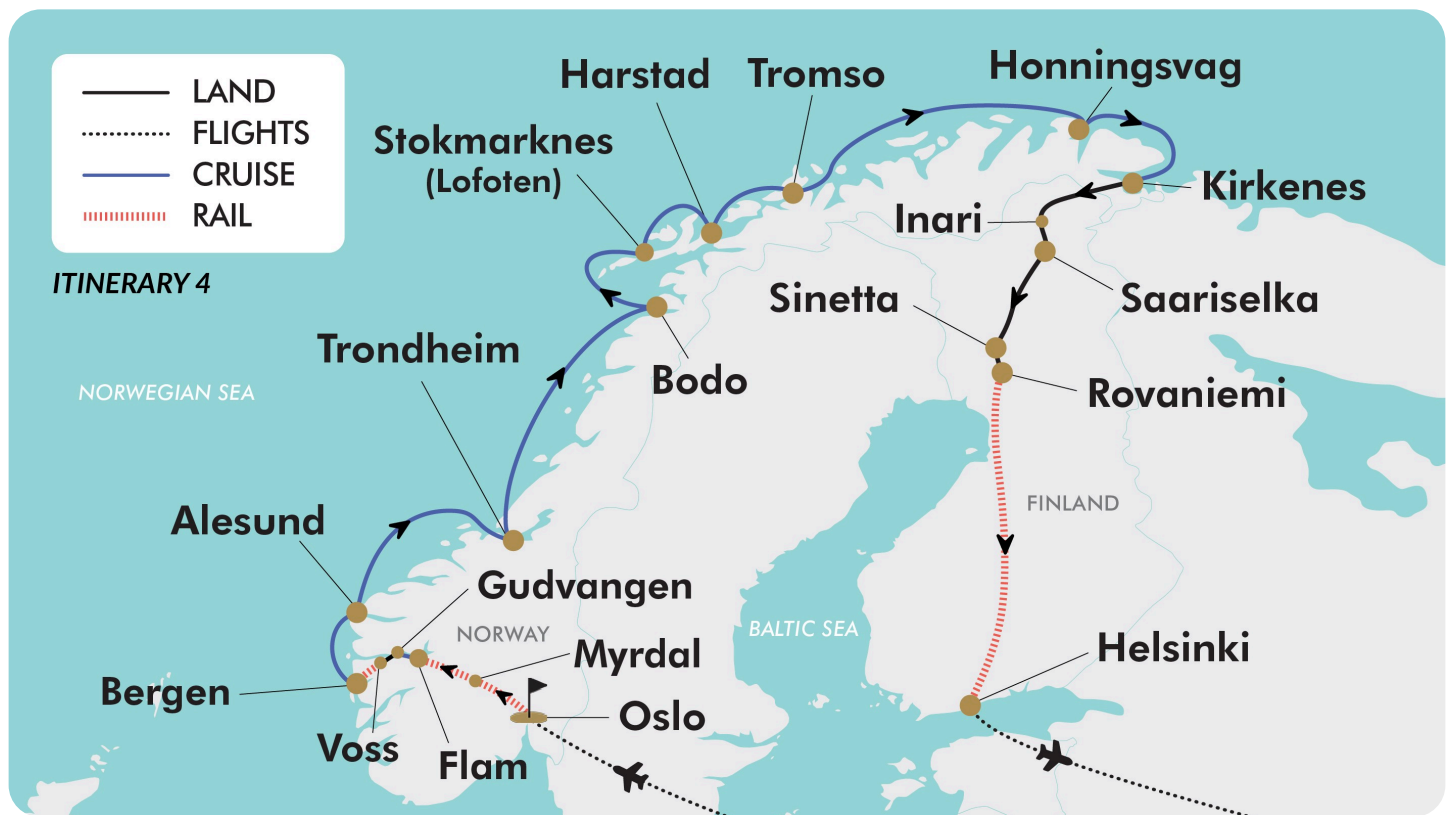 LAND
FLIGHTS
CRUISE
RAIL
ITINERARY 4
Harstad
Tromso
Honningsvag
Stokmarknes
(Lofoten)
Kirkenes
Inari
Sinetta
Saariselka
Trondheim
Bodo
Rovaniemi
NORWEGIAN SEA
FINLAND
Alesund
Gudvangen
NORWAY
BALTIC SEA
Myrdal
Helsinki
Bergen
Oslo
Voss
Flam